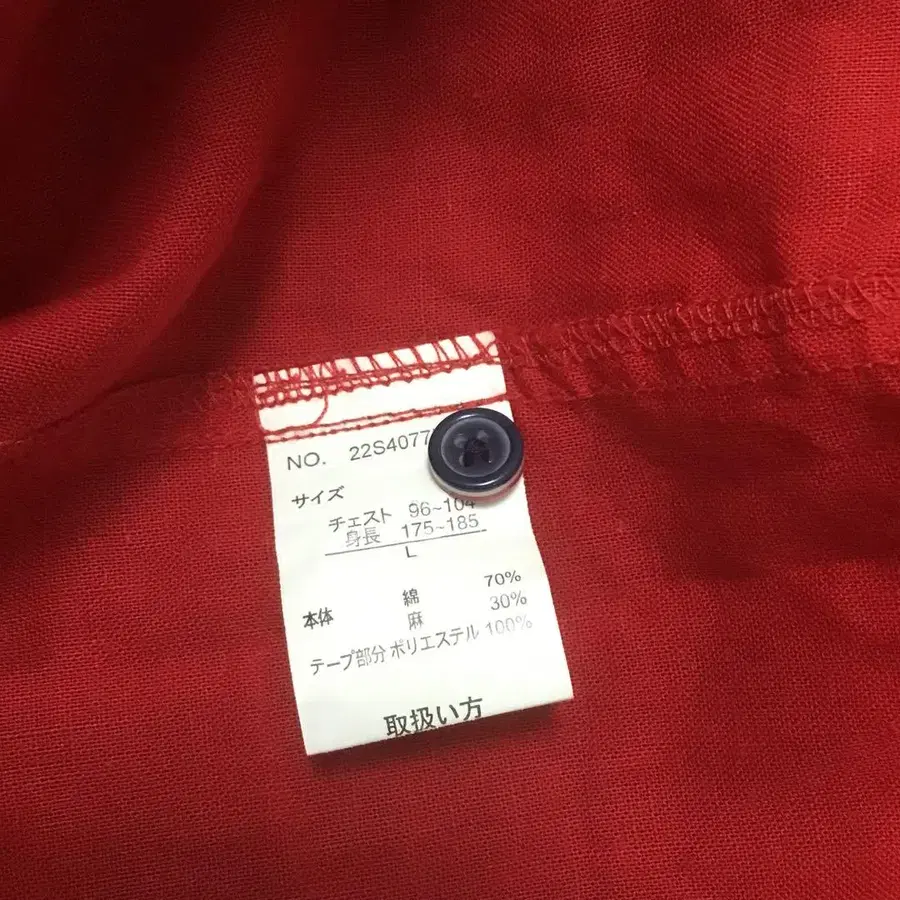 NO. 22S4077
サイズ
チェスト 96~104
身長 175~185
L
本体 綿 70%
麻 30%
テープ部分 ポリエステル 100%
取扱い方